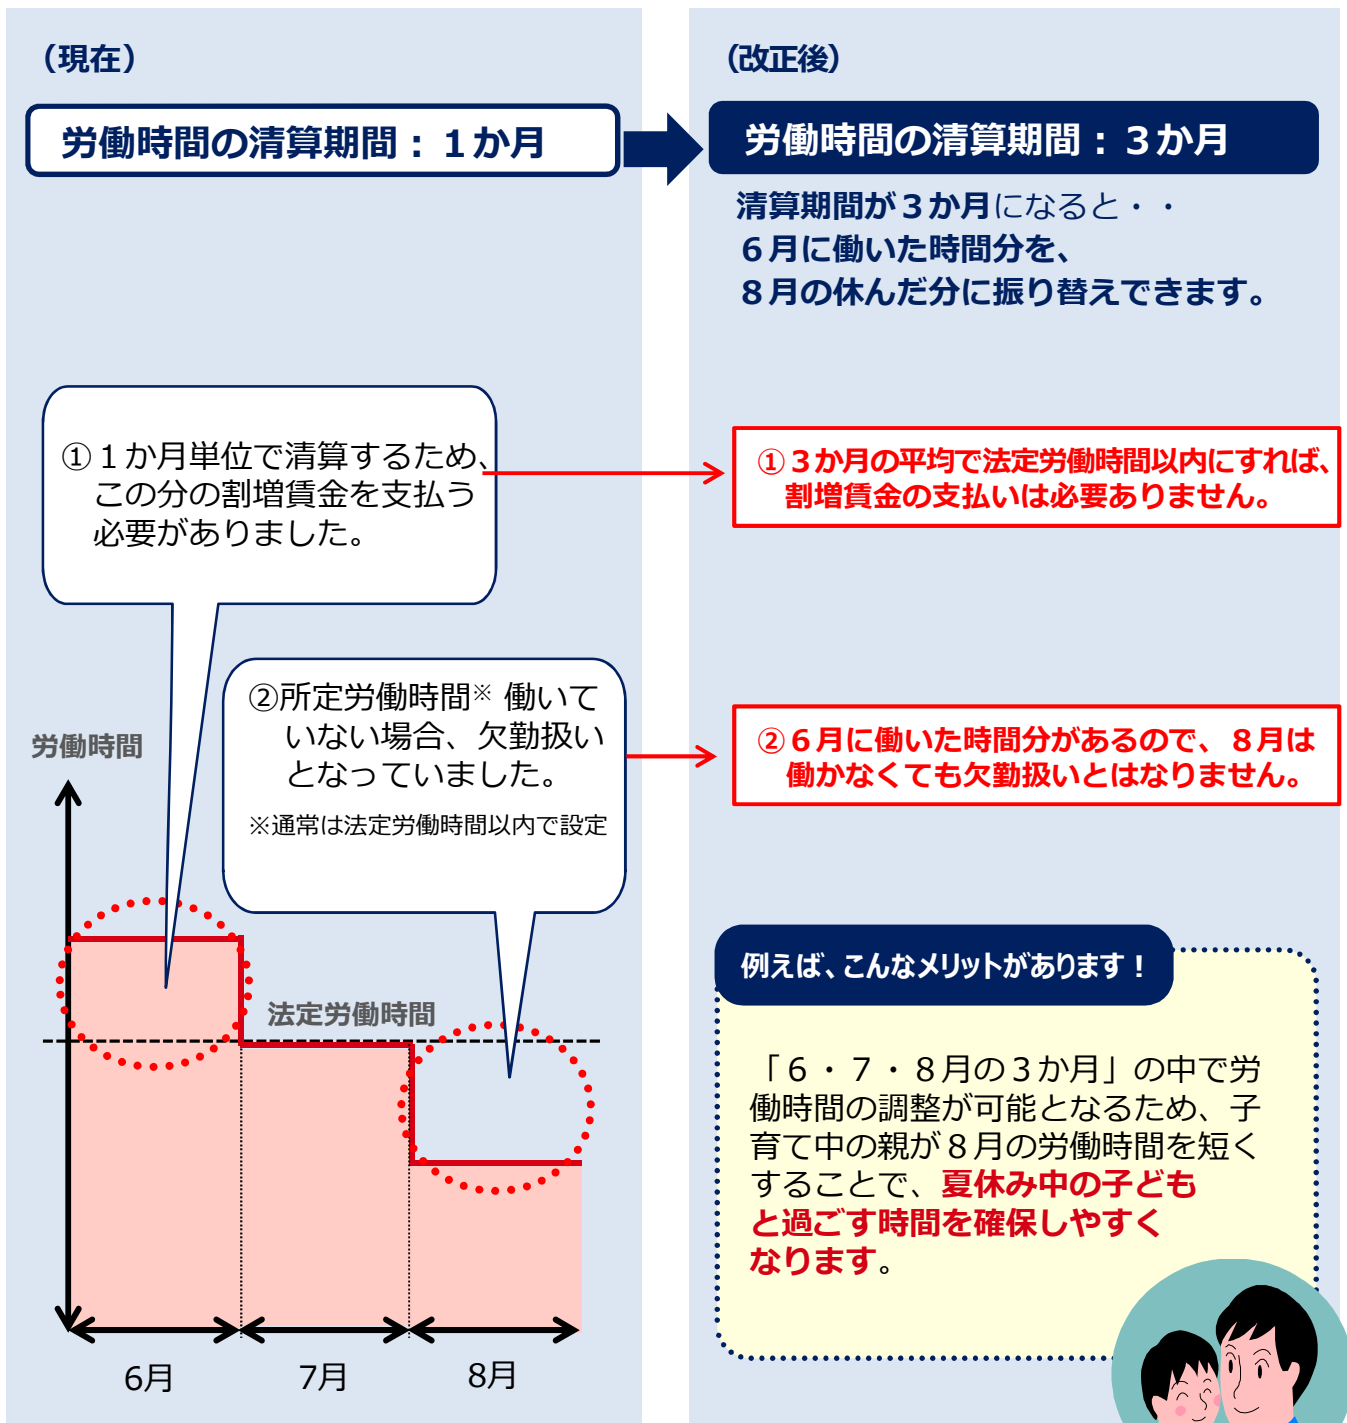 （現在）
労働時間の清算期間：１か月
①１か月単位で清算するため、
この分の割増賃金を支払う
必要がありました。
②所定労働時間※ 働いて
いない場合、欠勤扱い
となっていました。
※通常は法定労働時間以内で設定
労働時間
法定労働時間
6月
7月
8月
（改正後）
労働時間の清算期間：３か月
清算期間が３か月になると・・
６月に働いた時間分を、
８月の休んだ分に振り替えできます。
①３か月の平均で法定労働時間以内にすれば、
割増賃金の支払いは必要ありません。
②６月に働いた時間分があるので、８月は
働かなくても欠勤扱いとはなりません。
例えば、こんなメリットがあります！
「６・７・８月の３か月」の中で労
働時間の調整が可能となるため、子
育て中の親が８月の労働時間を短く
することで、夏休み中の子ども
と過ごす時間を確保しやすく
なります。